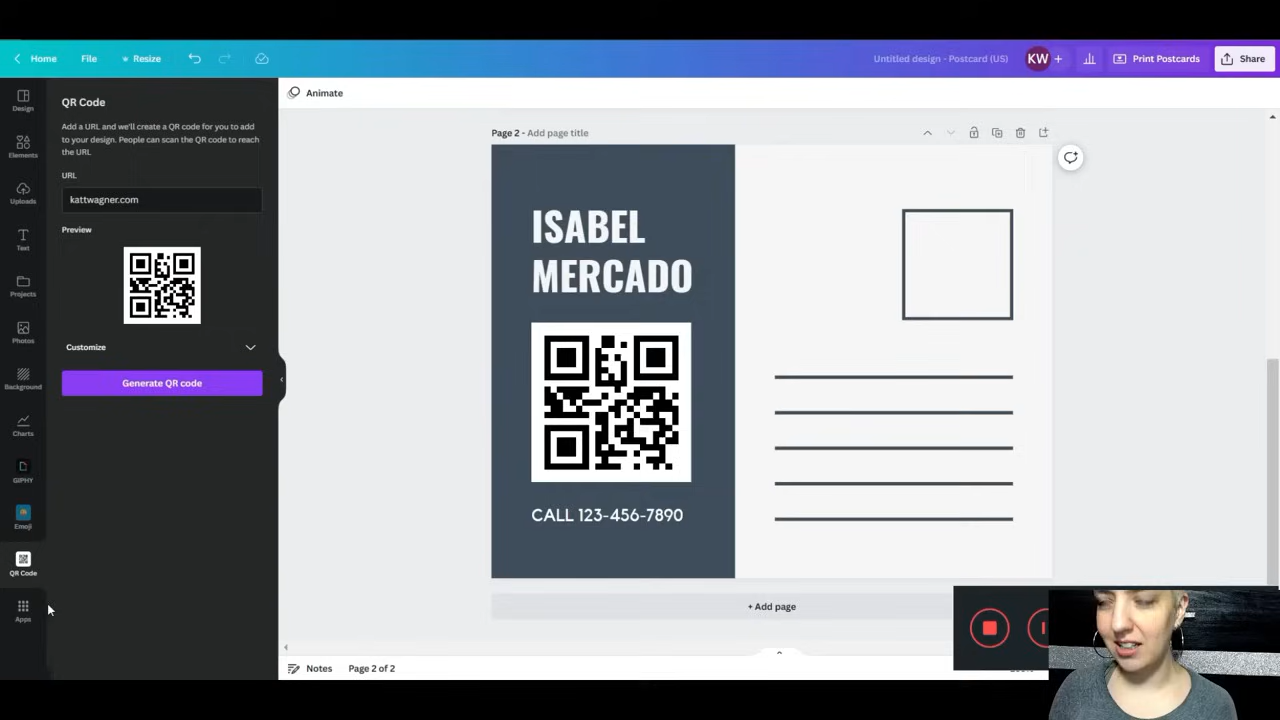 Home File Resize Untitled design - Postcard (US) KW + Print Postcards Share
Design
Elements
Uploads
Text
Projects
Photos
Background
Charts
GIPHY
Emoji
QR Code
Apps
QR Code
Add a URL and we'll create a QR code for you to add
to your design. People can scan the QR code to reach
the URL
URL
kattwagner.com
Preview
Customize
Generate QR code
Animate
Page 2 - Add page title
ISABEL
MERCADO
CALL 123-456-7890
+ Add page
Notes Page 2 of 2